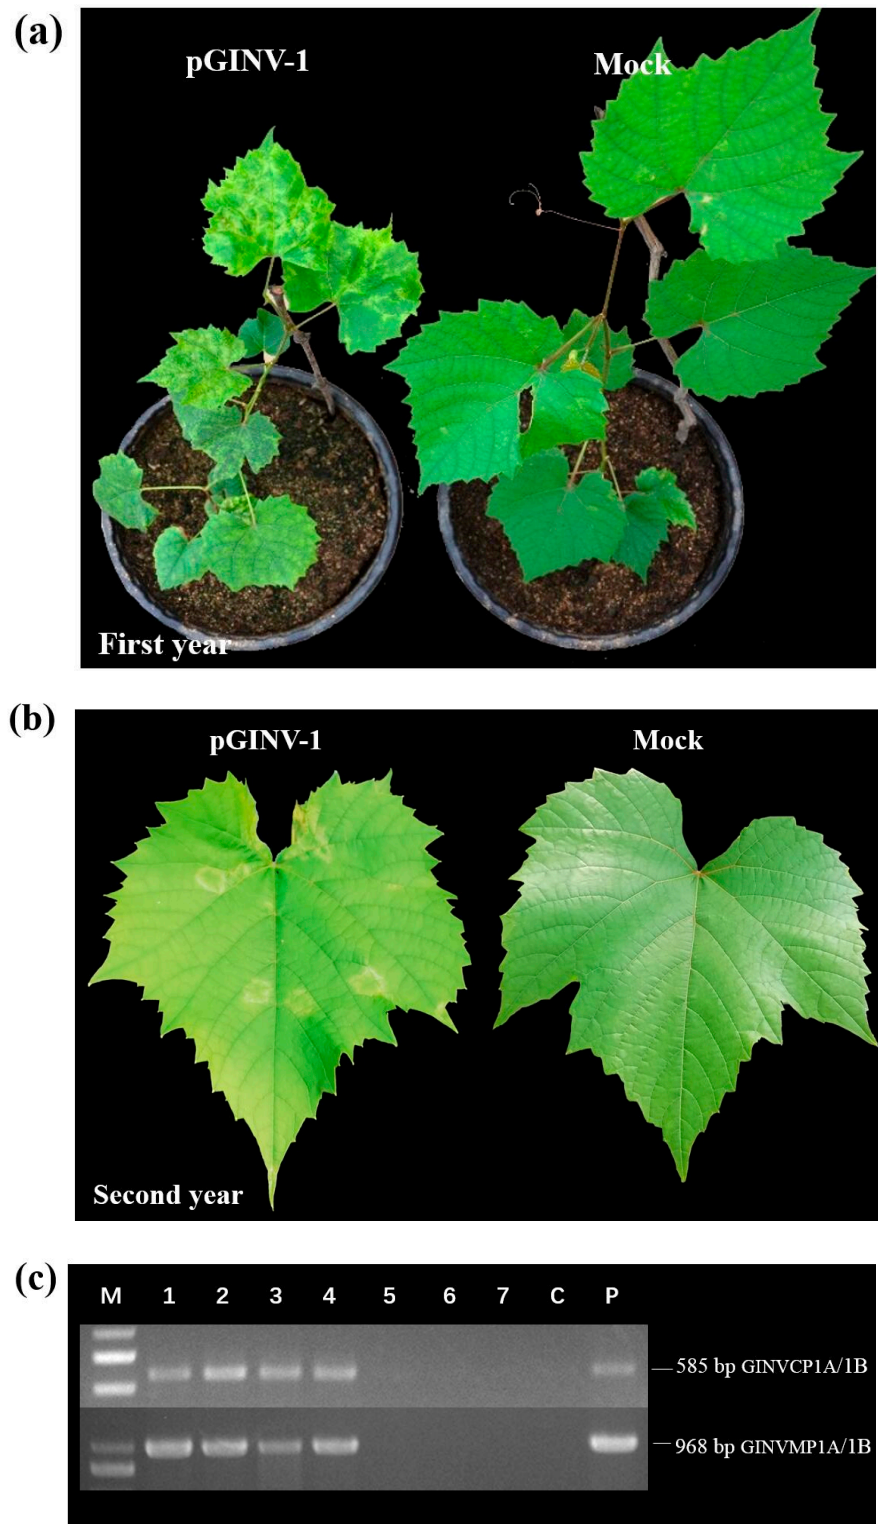 (a)
pGINV-1 Mock
First year
(b)
pGINV-1 Mock
Second year
(c)
M 1 2 3 4 5 6 7 C P
585 bp GINVCP1A/1B
968 bp GINVMP1A/1B